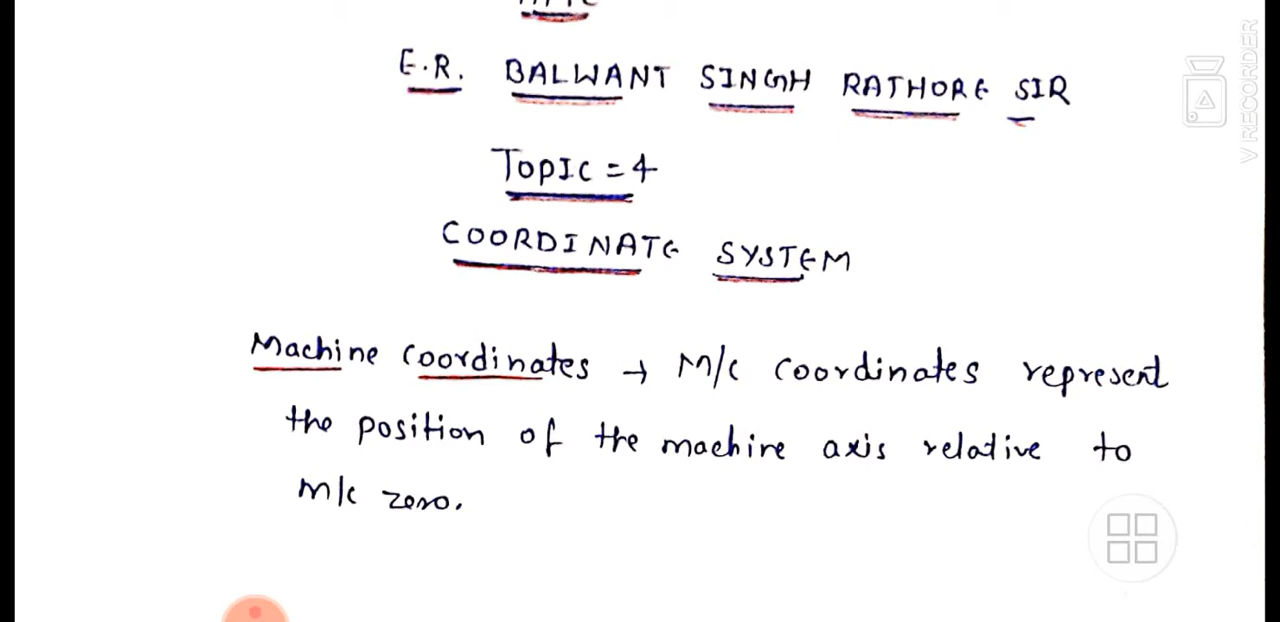 E.R. BALWANT SINGH RATHORE SIR
TOPIC = 4
COORDINATE SYSTEM
Machine Coordinates → M/C Coordinates represent
the position of the machine axis relative to
M/C zero.
V RECORDER